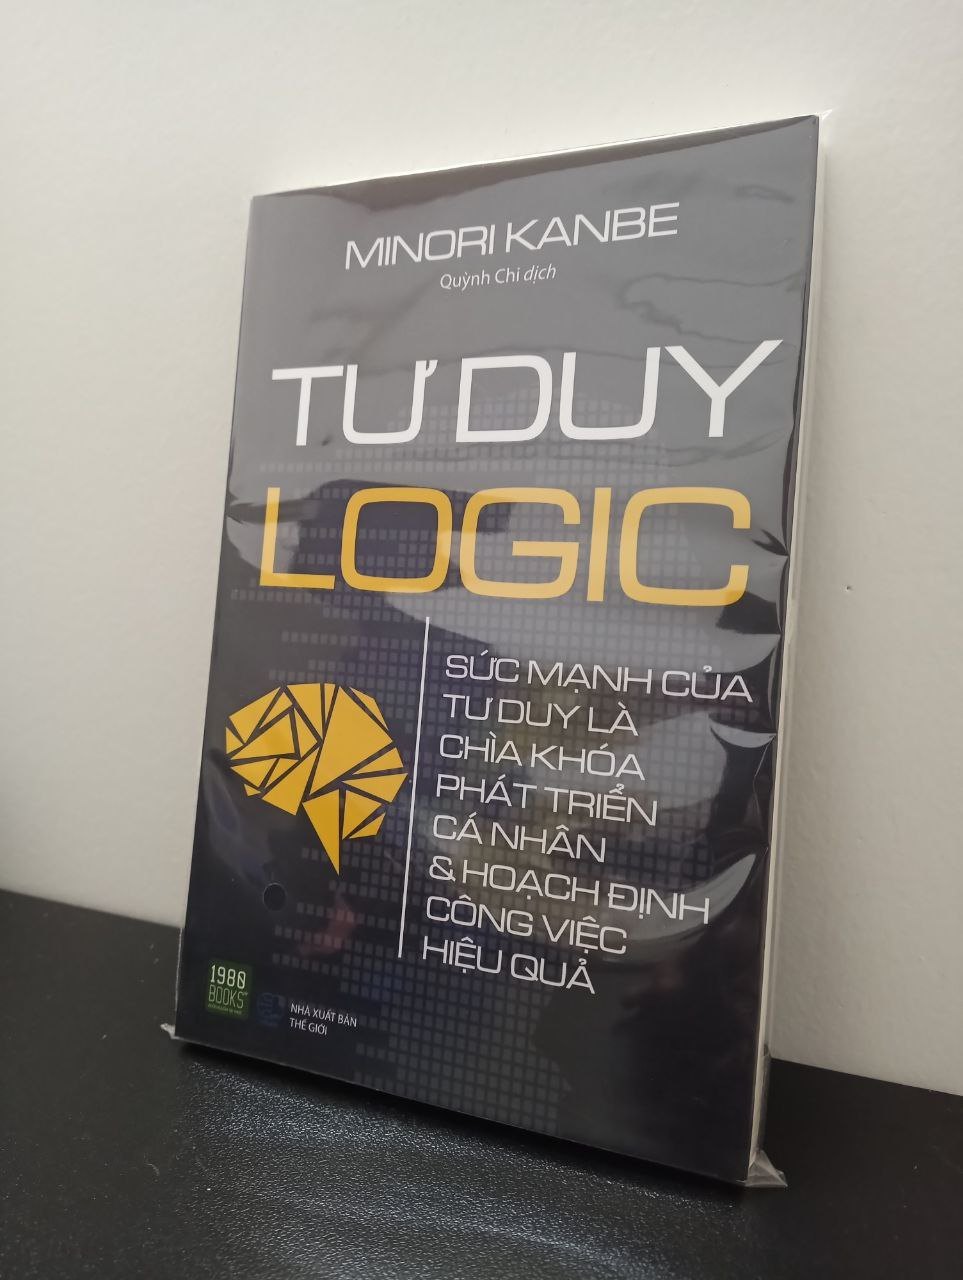 MINORI KANBE
Quỳnh Chi dịch
TƯ DUY
LOGIC
SỨC MẠNH CỦA
TƯ DUY LÀ
CHÌA KHÓA
PHÁT TRIỂN
CÁ NHÂN
& HOẠCH ĐỊNH
CÔNG VIỆC
HIỆU QUẢ
1980
BOOKS
NHÀ XUẤT BẢN
THẾ GIỚI